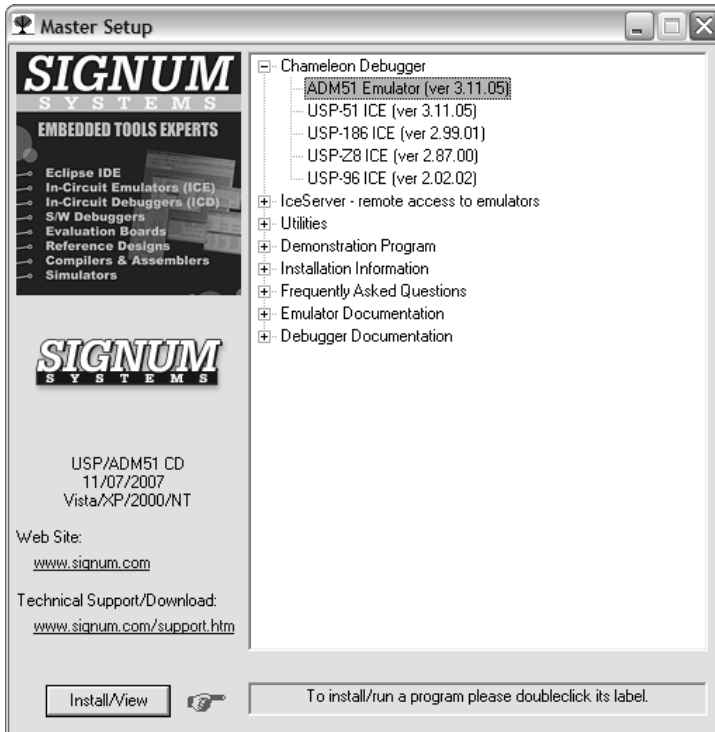 Master Setup
SIGNUM
SYSTEMS
EMBEDDED TOOLS EXPERTS
Eclipse IDE
In-Circuit Emulators (ICE)
In-Circuit Debuggers (ICD)
S/W Debuggers
Evaluation Boards
Reference Designs
Compilers & Assemblers
Simulators
SIGNUM
SYSTEMS
USP/ADM51 CD
11/07/2007
Vista/XP/2000/NT
Web Site:
www.signum.com
Technical Support/Download:
www.signum.com/support.htm
Chameleon Debugger
ADM51 Emulator (ver 3.11.05)
USP-51 ICE (ver 3.11.05)
USP-186 ICE (ver 2.99.01)
USP-Z8 ICE (ver 2.87.00)
USP-96 ICE (ver 2.02.02)
IceServer - remote access to emulators
Utilities
Demonstration Program
Installation Information
Frequently Asked Questions
Emulator Documentation
Debugger Documentation
Install/View
To install/run a program please doubleclick its label.